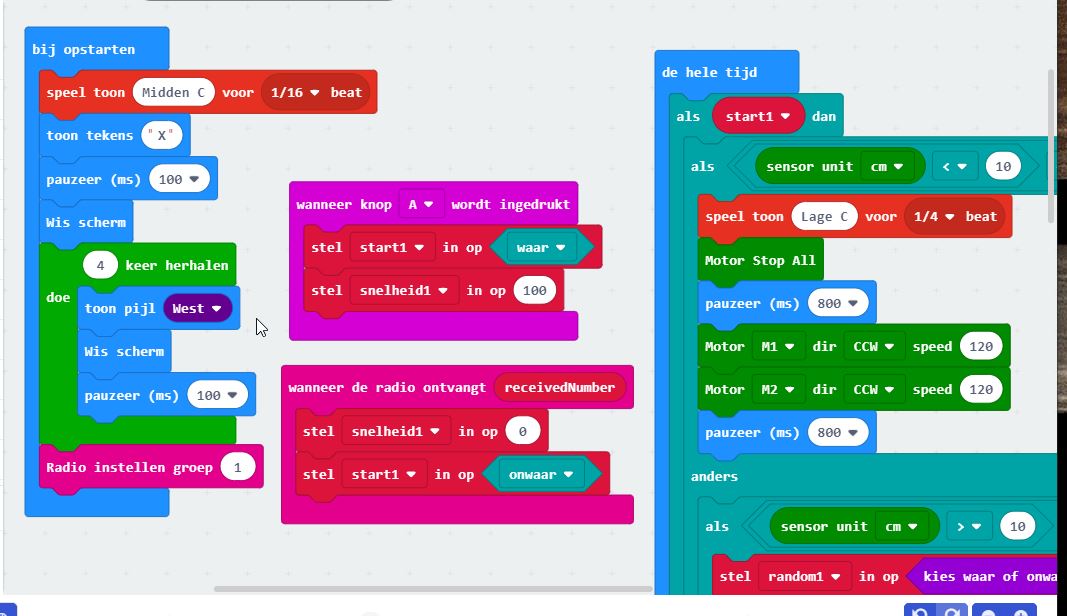 bij opstarten
speel toon Midden C voor 1/16 beat
toon tekens "X"
pauzeer (ms) 100
Wis scherm
4 keer herhalen
doe
toon pijl West
Wis scherm
pauzeer (ms) 100
Radio instellen groep 1
wanneer knop A wordt ingedrukt
stel start1 in op waar
stel snelheid1 in op 100
wanneer de radio ontvangt receivedNumber
stel snelheid1 in op 0
stel start1 in op onwaar
de hele tijd
als start1 dan
als sensor unit cm < 10
speel toon Lage C voor 1/4 beat
Motor Stop All
pauzeer (ms) 800
Motor M1 dir CCW speed 120
Motor M2 dir CCW speed 120
pauzeer (ms) 800
anders
als sensor unit cm > 10
stel random1 in op kies waar of onwa